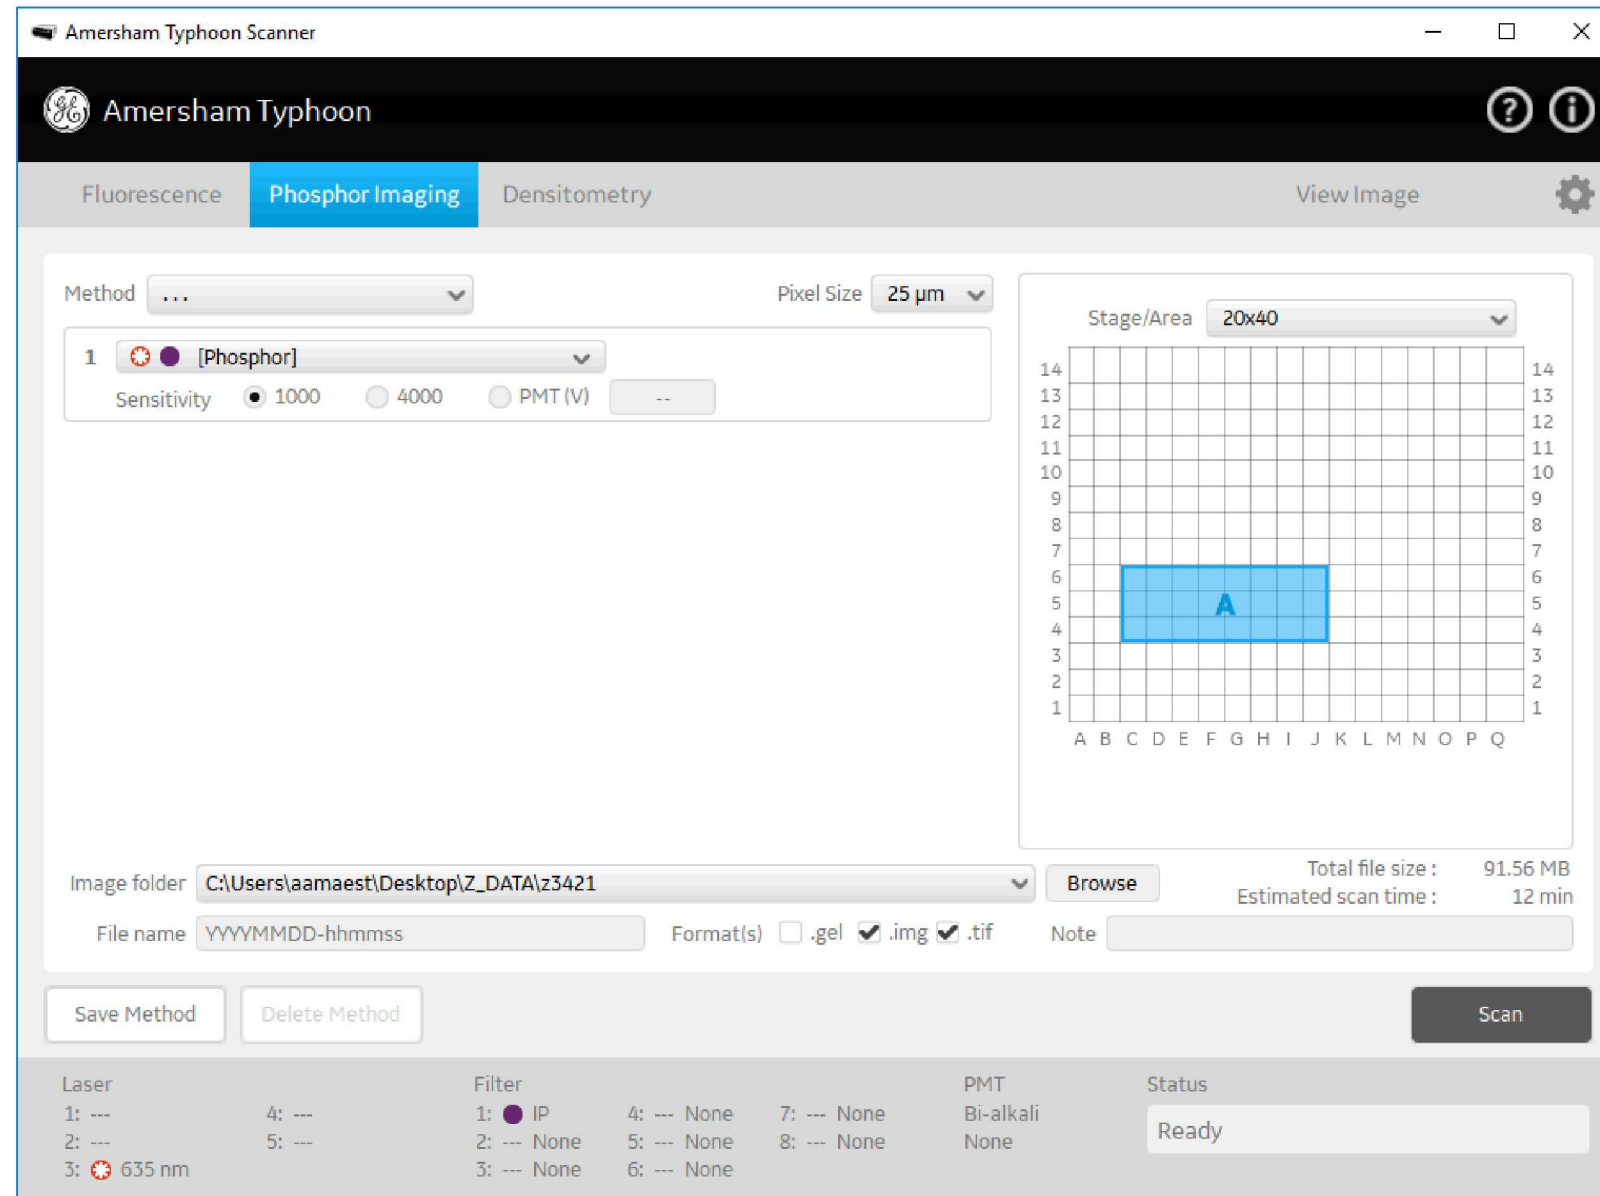 Amersham Typhoon Scanner
Amersham Typhoon
Fluorescence Phosphor Imaging Densitometry View Image
Method ... Pixel Size 25 µm
1 [Phosphor]
Sensitivity 1000 4000 PMT (V) --
Stage/Area 20x40
14 14
13 13
12 12
11 11
10 10
9 9
8 8
7 7
6 6
5 A 5
4 4
3 3
2 2
1 1
A B C D E F G H I J K L M N O P Q
Image folder C:\Users\aamaest\Desktop\Z_DATA\z3421 Browse
Total file size : 91.56 MB
Estimated scan time : 12 min
File name YYYYMMDD-hhmmss Format(s) .gel .img .tif Note
Save Method Delete Method Scan
Laser Filter PMT Status
1: --- 4: --- 1: IP 4: --- None 7: --- None Bi-alkali
2: --- 5: --- 2: --- None 5: --- None 8: --- None None
Ready
3: 635 nm 3: --- None 6: --- None